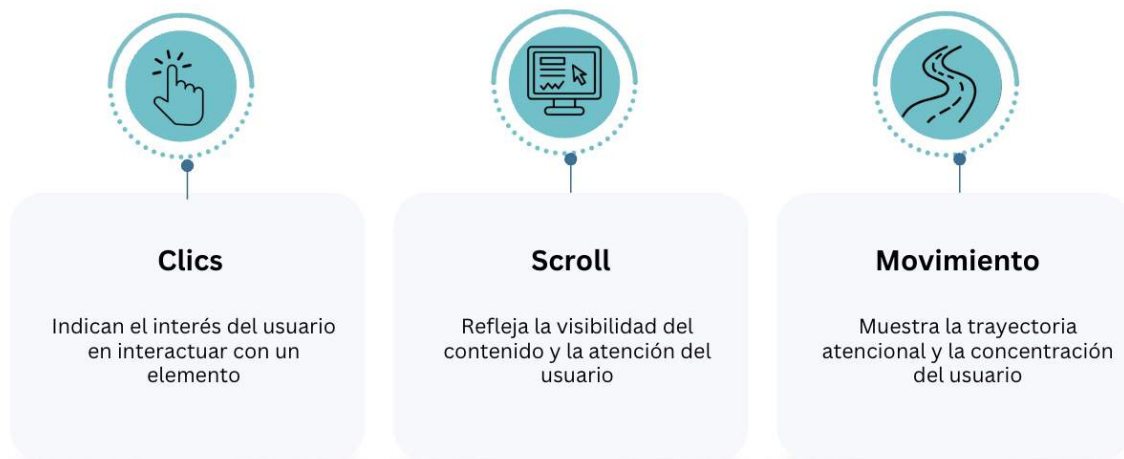 Clics
Indican el interés del usuario
en interactuar con un
elemento
Scroll
Refleja la visibilidad del
contenido y la atención del
usuario
Movimiento
Muestra la trayectoria
atencional y la concentración
del usuario